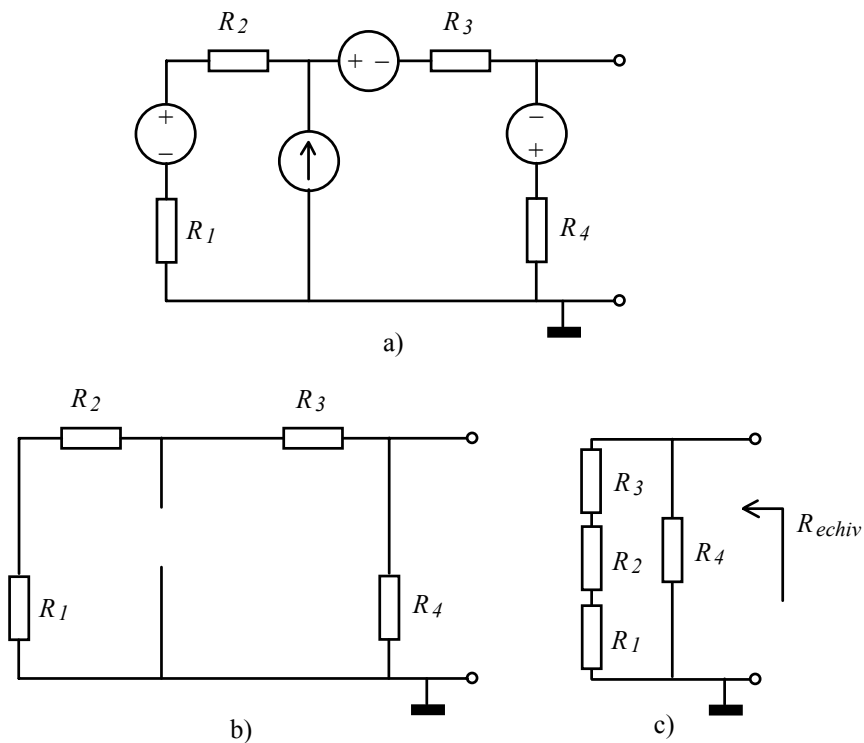 R2 R3
+ −
+ −
− +
R1 R4
a)
R2 R3
R3
Rechiv
R2 R4
R1 R4
R1
b) c)